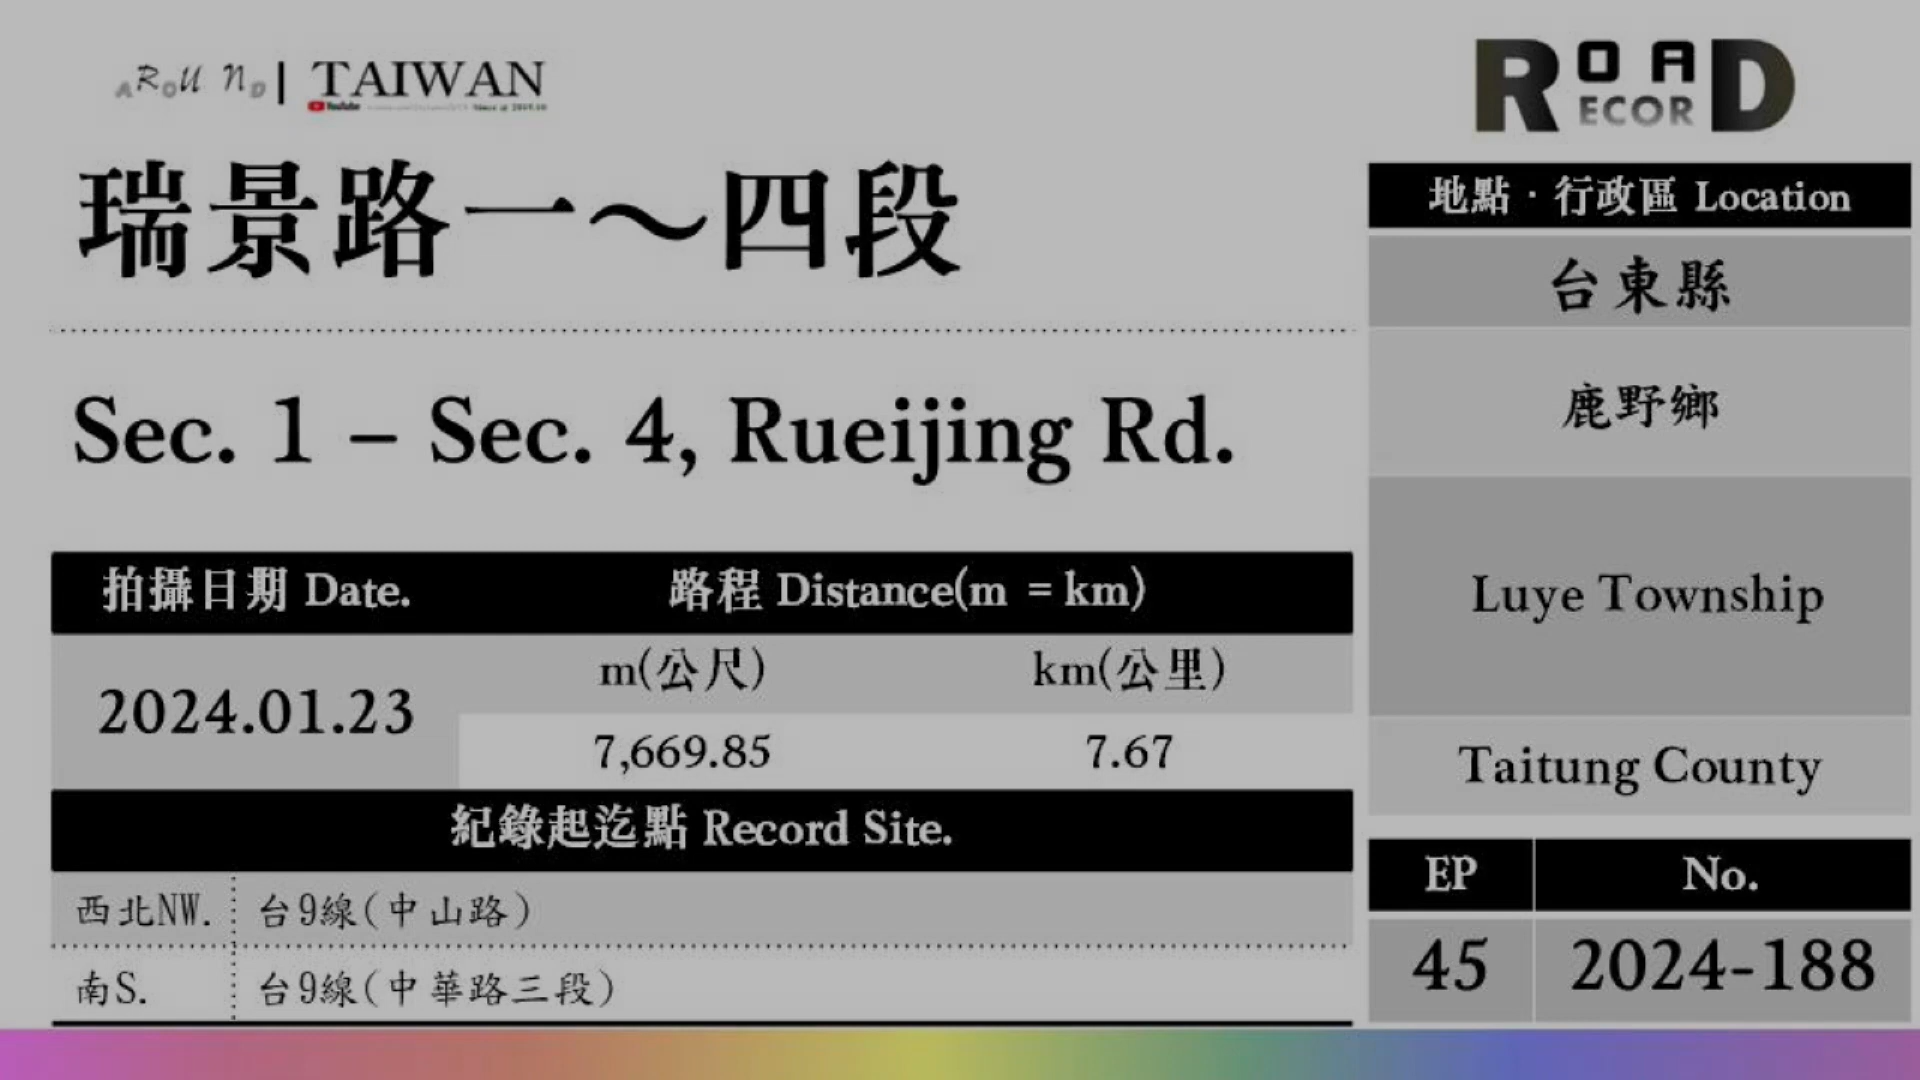 AROUND | TAIWAN
YouTube
瑞景路一～四段
Sec. 1 – Sec. 4, Rueijing Rd.
拍攝日期 Date. 路程 Distance(m = km)
m(公尺) km(公里)
2024.01.23
7,669.85 7.67
紀錄起迄點 Record Site.
西北NW. 台9線(中山路)
南S. 台9線(中華路三段)
ROAD
RECORD
地點·行政區 Location
台東縣
鹿野鄉
Luye Township
Taitung County
EP No.
45 2024-188